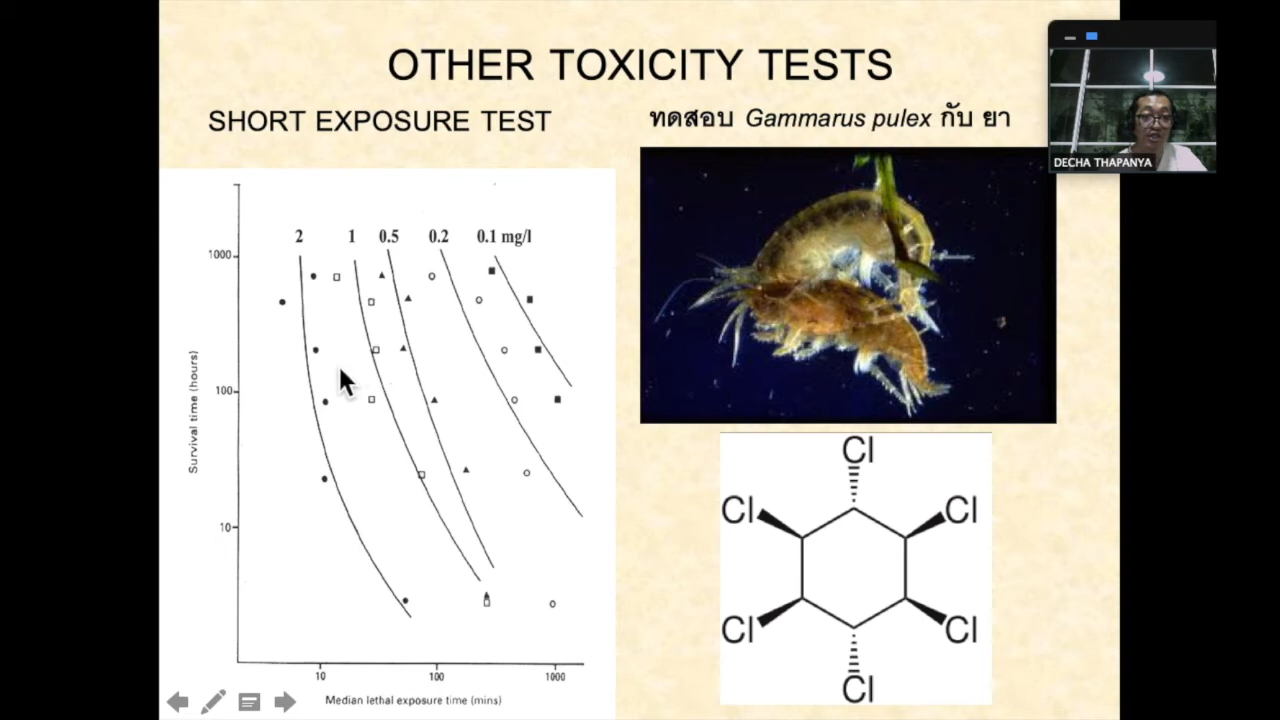 OTHER TOXICITY TESTS
SHORT EXPOSURE TEST
ทดสอบ Gammarus pulex กับ ยา
DECHA THAPANYA
2 1 0.5 0.2 0.1 mg/l
1000
100
10
Survival time (hours)
10 100 1000
Median lethal exposure time (mins)
Cl
Cl Cl
Cl Cl
Cl